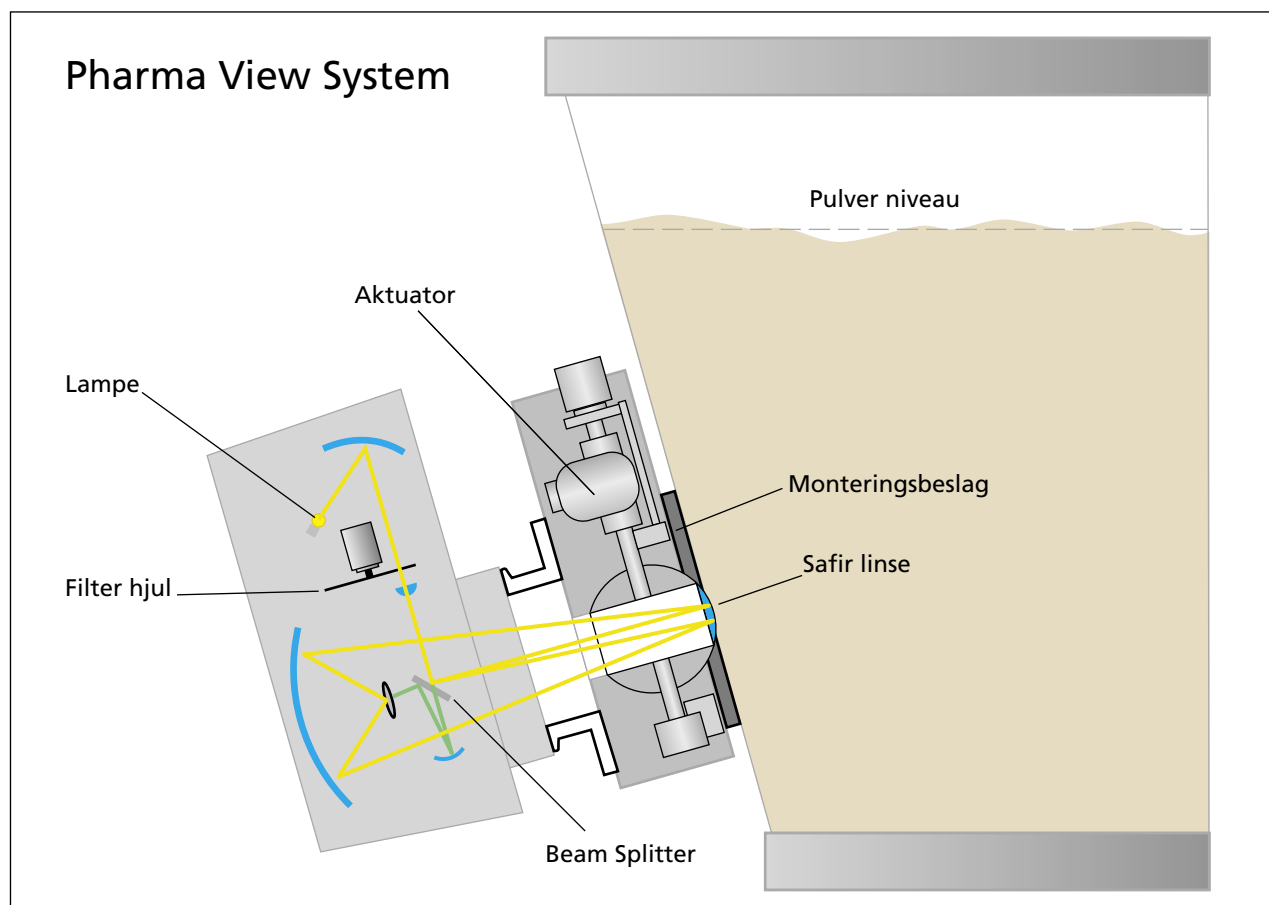 Pharma View System
Pulver niveau
Aktuator
Lampe
Monteringsbeslag
Safir linse
Filter hjul
Beam Splitter